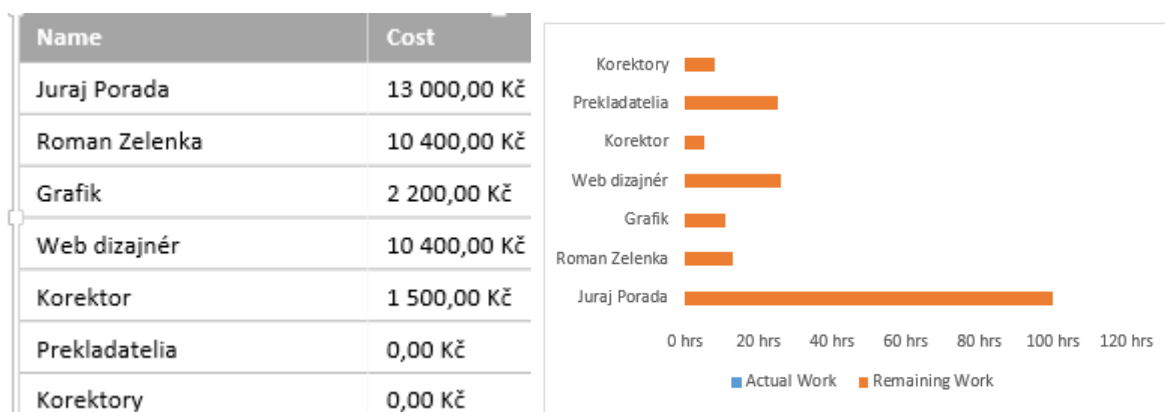 Name Cost
Juraj Porada 13 000,00 Kč
Roman Zelenka 10 400,00 Kč
Grafik 2 200,00 Kč
Web dizajnér 10 400,00 Kč
Korektor 1 500,00 Kč
Prekladatelia 0,00 Kč
Korektory 0,00 Kč
Korektory
Prekladatelia
Korektor
Web dizajnér
Grafik
Roman Zelenka
Juraj Porada
0 hrs 20 hrs 40 hrs 60 hrs 80 hrs 100 hrs 120 hrs
Actual Work Remaining Work